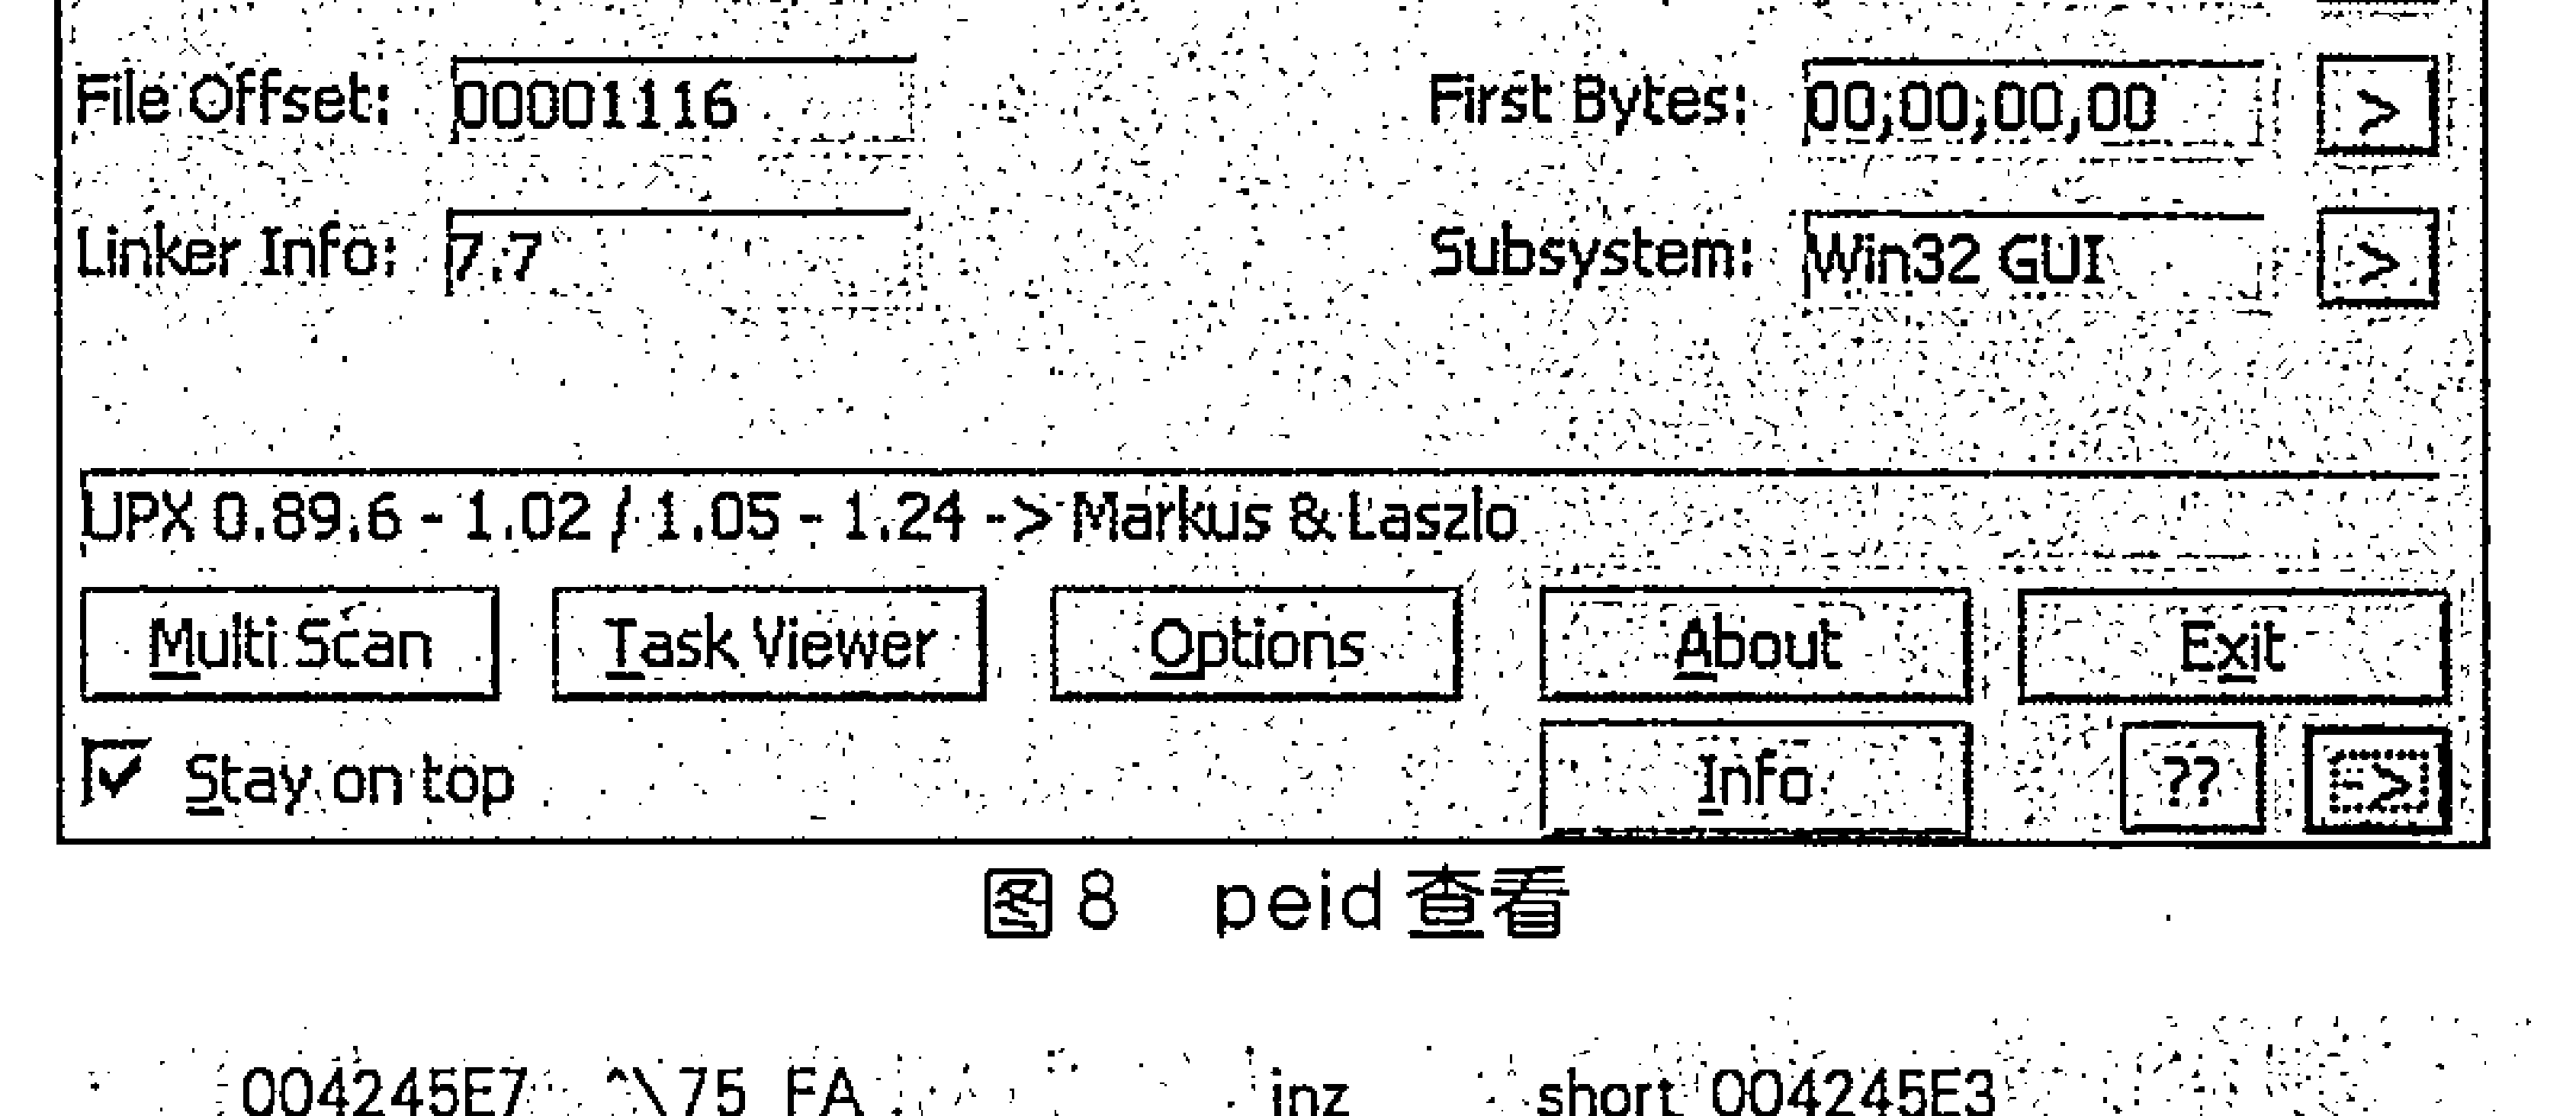 File Offset: 00001116 First Bytes: 00,00,00,00 >
Linker Info: 7.7 Subsystem: Win32 GUI >
UPX 0.89.6 - 1.02 / 1.05 - 1.24 -> Markus & Laszlo
Multi Scan Task Viewer Options About Exit
Stay on top Info ?? ->
图 8 peid 查看
004245E7 ^\75 FA jnz short 004245E3